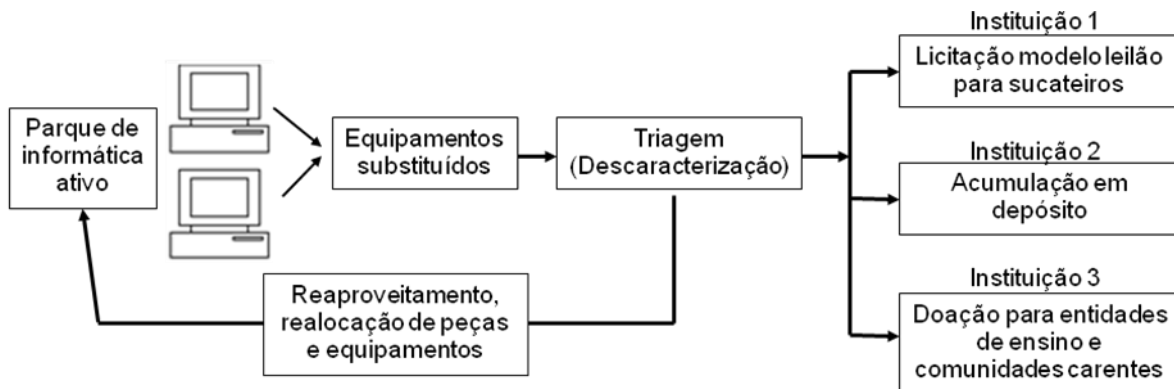 Parque de
informática
ativo
Equipamentos
substituídos
Triagem
(Descaracterização)
Reaproveitamento,
realocação de peças
e equipamentos
Instituição 1
Licitação modelo leilão
para sucateiros
Instituição 2
Acumulação em
depósito
Instituição 3
Doação para entidades
de ensino e
comunidades carentes